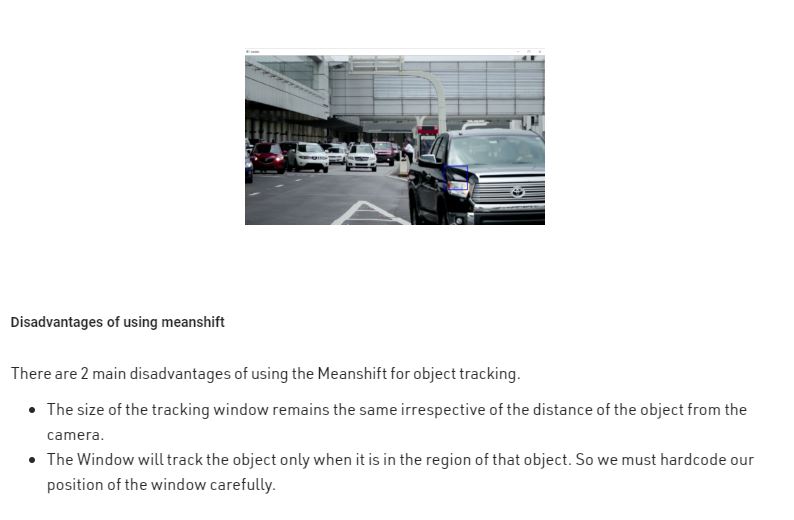 Disadvantages of using meanshift
There are 2 main disadvantages of using the Meanshift for object tracking.
The size of the tracking window remains the same irrespective of the distance of the object from the
camera.
The Window will track the object only when it is in the region of that object. So we must hardcode our
position of the window carefully.